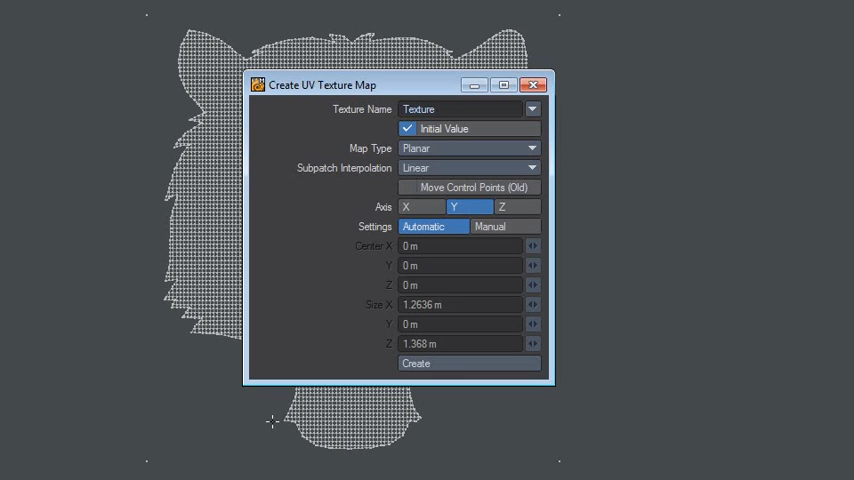 Create UV Texture Map
Texture Name Texture
Initial Value
Map Type Planar
Subpatch Interpolation Linear
Move Control Points (Old)
Axis X Y Z
Settings Automatic Manual
Center X 0 m
Y 0 m
Z 0 m
Size X 1.2636 m
Y 0 m
Z 1.368 m
Create